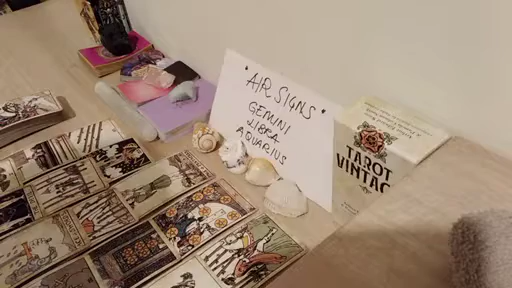 AIR SIGNS
GEMINI
LIBRA
AQUARIUS
TAROT
VINTAG